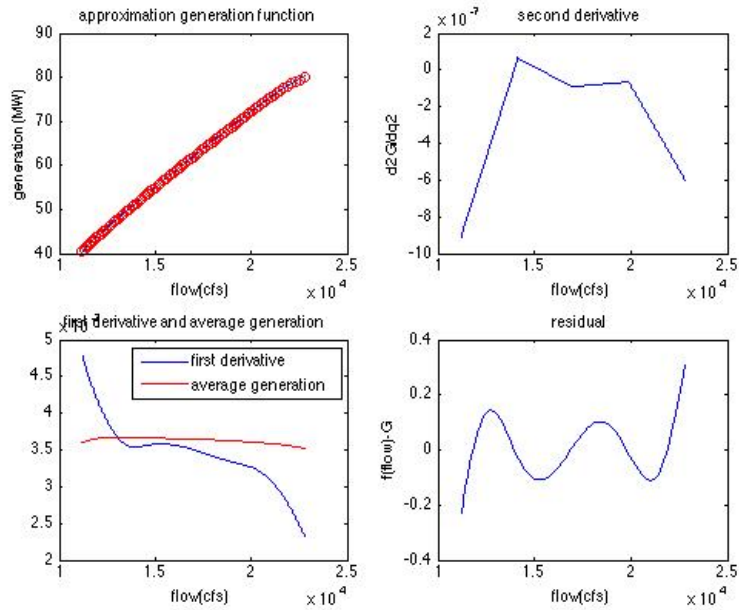 approximation generation function
90
80
70
60
50
40
generation (MW)
1 1.5 2 2.5
flow(cfs)
x 10^4
second derivative
x 10^-7
2
0
-2
-4
-6
-8
-10
d2G/dq2
1 1.5 2 2.5
flow(cfs)
x 10^4
first derivative and average generation
5
4.5
4
3.5
3
2.5
2
first derivative
average generation
1 1.5 2 2.5
flow(cfs)
x 10^4
residual
0.4
0.2
0
-0.2
-0.4
f(flow)-G
1 1.5 2 2.5
flow(cfs)
x 10^4